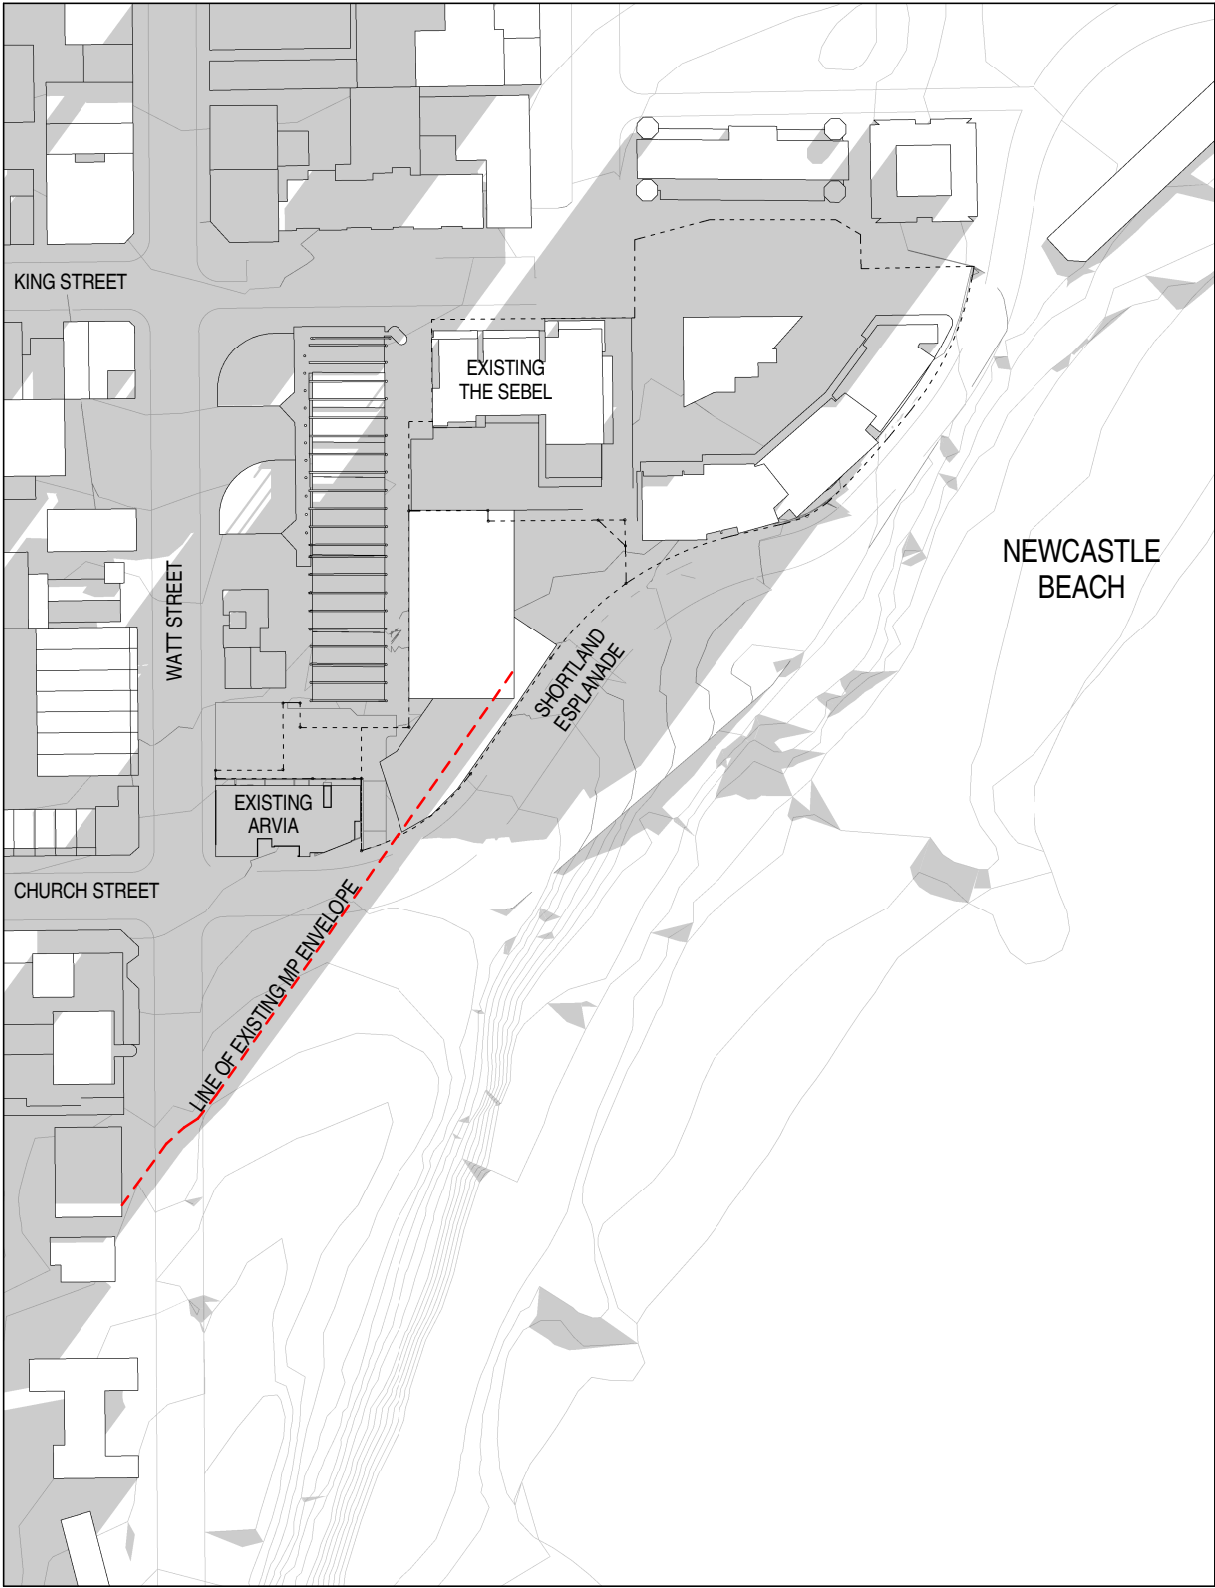 KING STREET
EXISTING
THE SEBEL
NEWCASTLE
BEACH
WATT STREET
SHORTLAND
ESPLANADE
EXISTING
ARVIA
CHURCH STREET
LINE OF EXISTING MP ENVELOPE